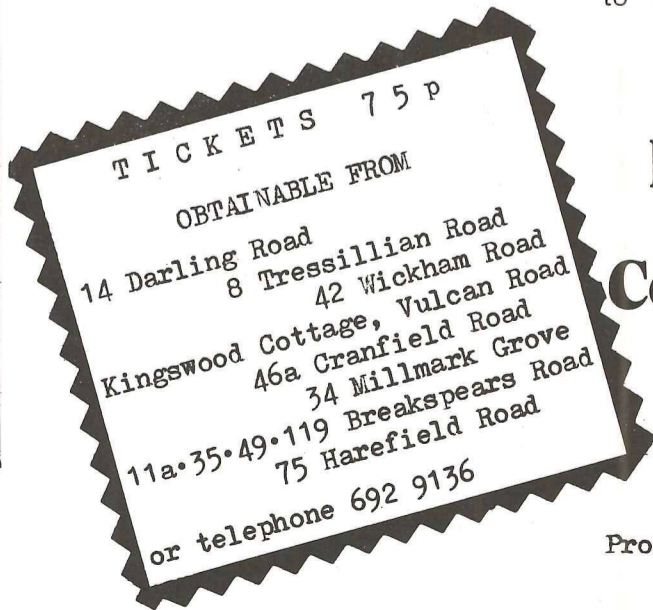 to
TICKETS 75p
OBTAINABLE FROM
14 Darling Road
8 Tressillian Road
42 Wickham Road
Kingswood Cottage, Vulcan Road
46a Cranfield Road
34 Millmark Grove
11a·35·49·119 Breakspears Road
75 Harefield Road
or telephone 692 9136